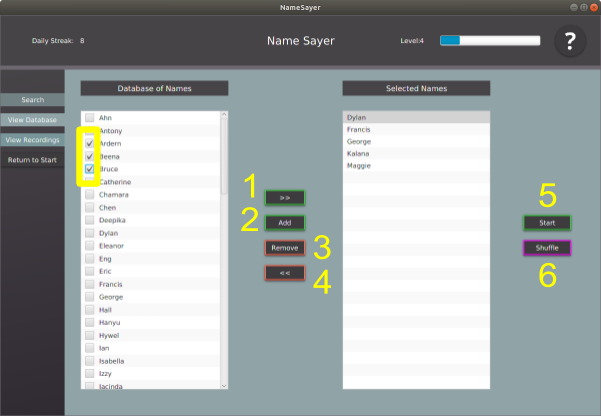 NameSayer
Daily Streak: 8
Name Sayer
Level:4
?
Search
View Database
View Recordings
Return to Start
Database of Names
Ahn
Antony
Ardern
Beena
Bruce
Catherine
Chamara
Chen
Deepika
Dylan
Eleanor
Eng
Eric
Francis
George
Hall
Hanyu
Hywel
Ian
Isabella
Izzy
Jacinda
1
>>
2
Add
Remove
3
<<
4
Selected Names
Dylan
Francis
George
Kalana
Maggie
5
Start
Shuffle
6